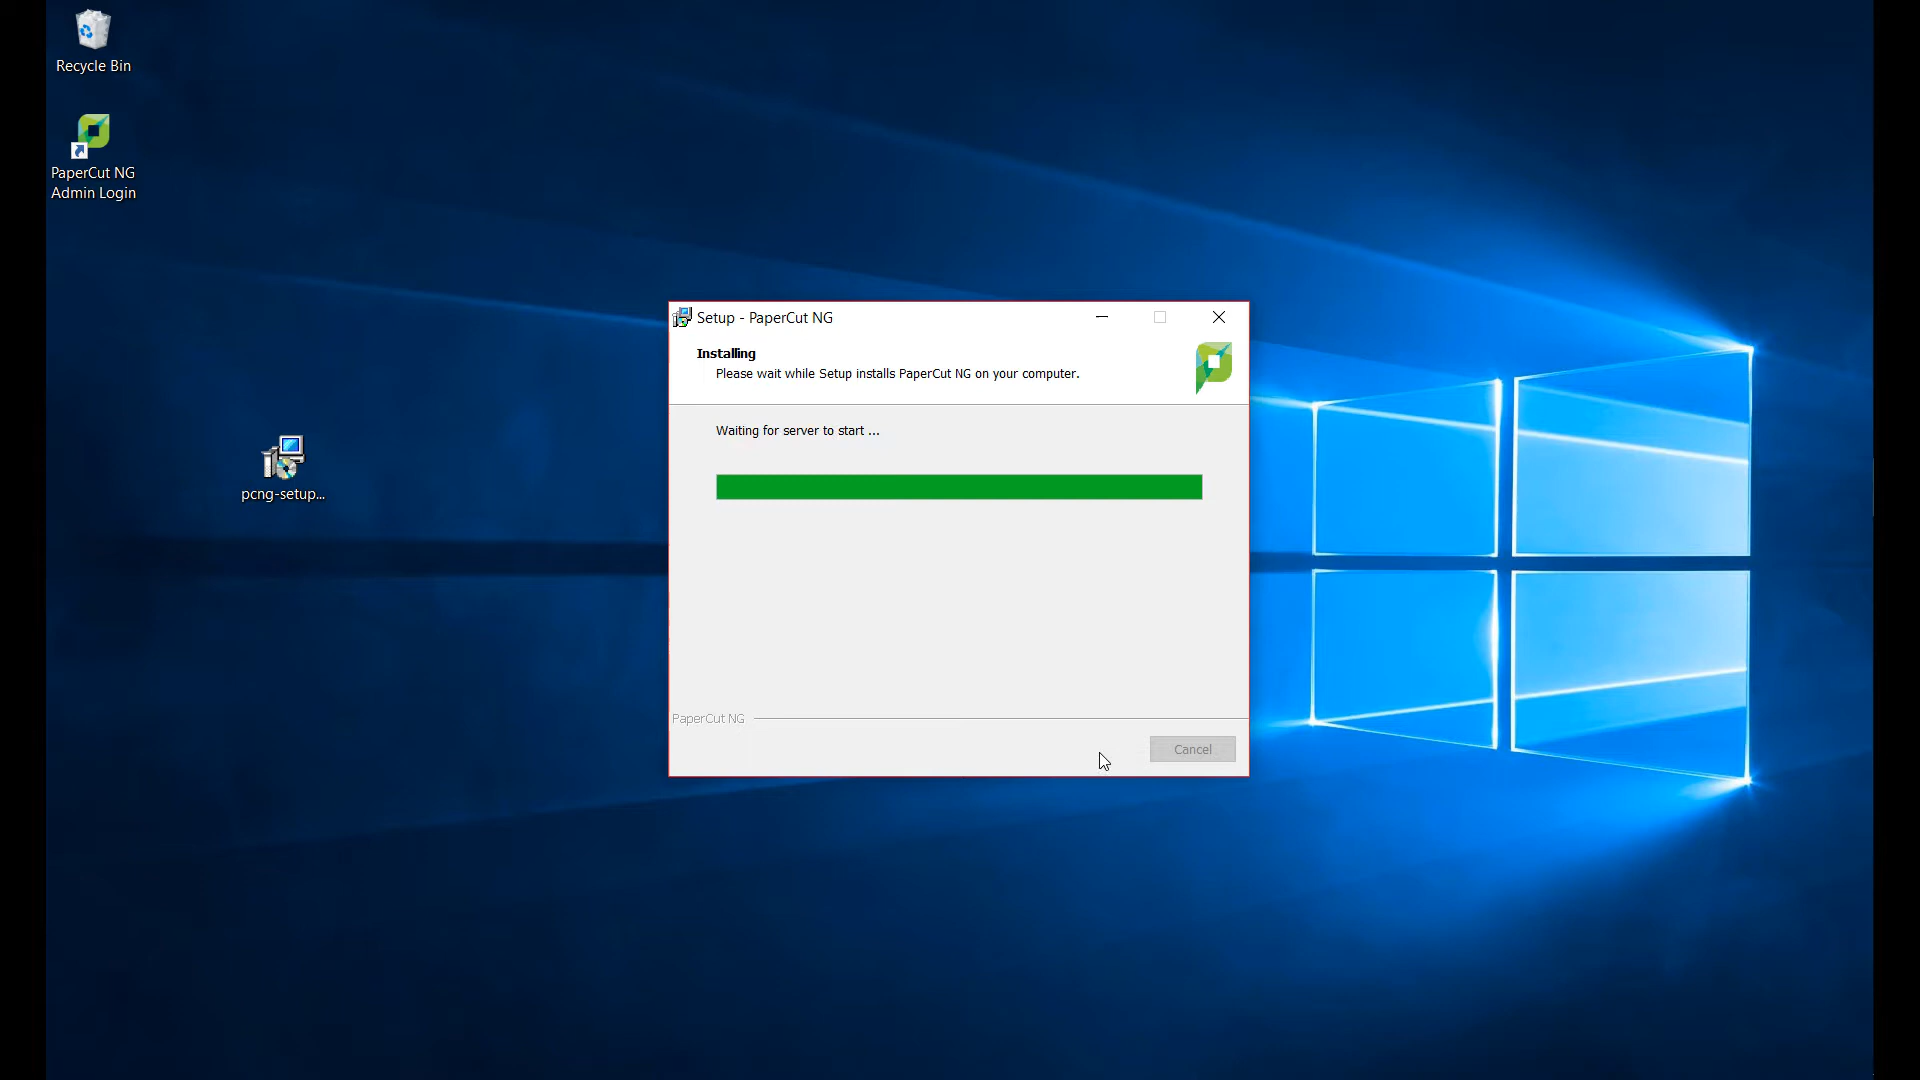 Recycle Bin
PaperCut NG
Admin Login
pcng-setup...
Setup - PaperCut NG
Installing
Please wait while Setup installs PaperCut NG on your computer.
Waiting for server to start ...
PaperCut NG
Cancel